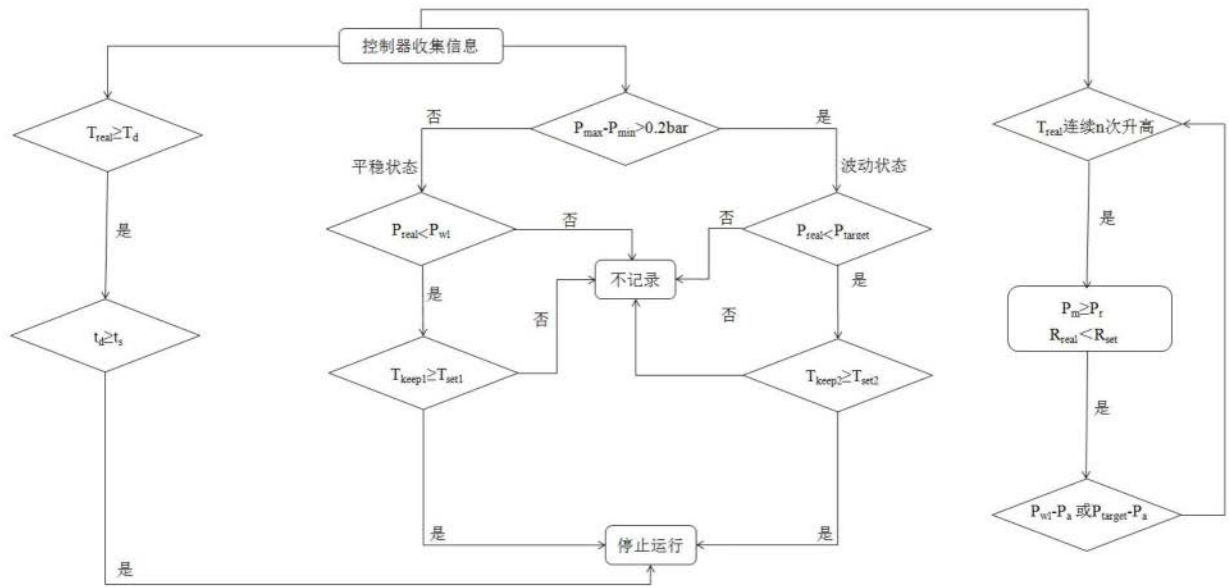 控制器收集信息
T_real≥T_d
是
t_d≥t_s
是
P_max-P_min>0.2bar
否
是
平稳状态
波动状态
P_real<P_wl
否
是
P_real<P_target
否
是
不记录
T_keep1≥T_set1
否
是
T_keep2≥T_set2
否
是
停止运行
T_real连续n次升高
是
P_m≥P_r
R_real<R_set
是
P_wl-P_a 或P_target-P_a